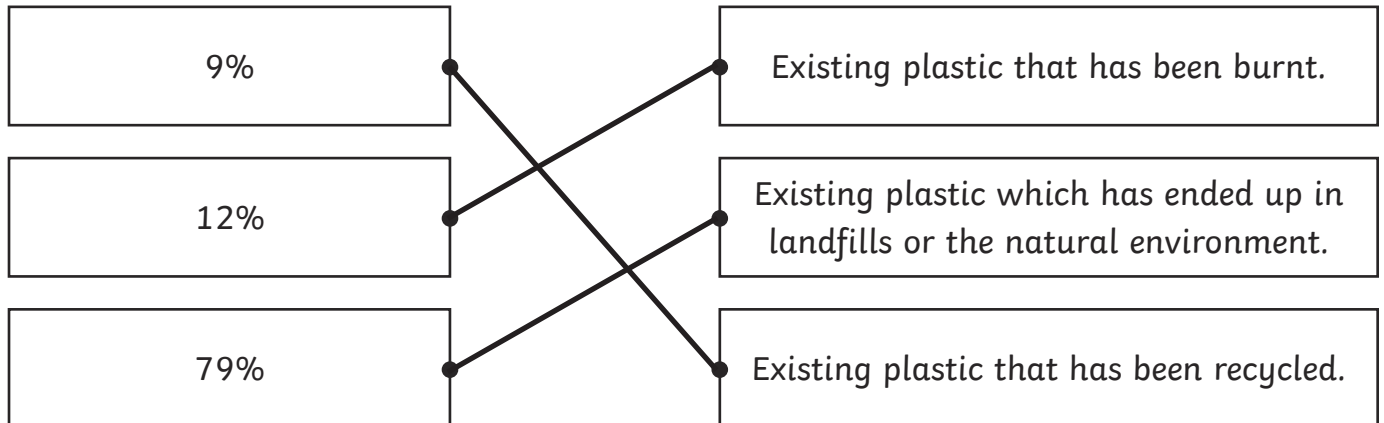 9%
Existing plastic that has been burnt.
12%
Existing plastic which has ended up in
landfills or the natural environment.
79%
Existing plastic that has been recycled.